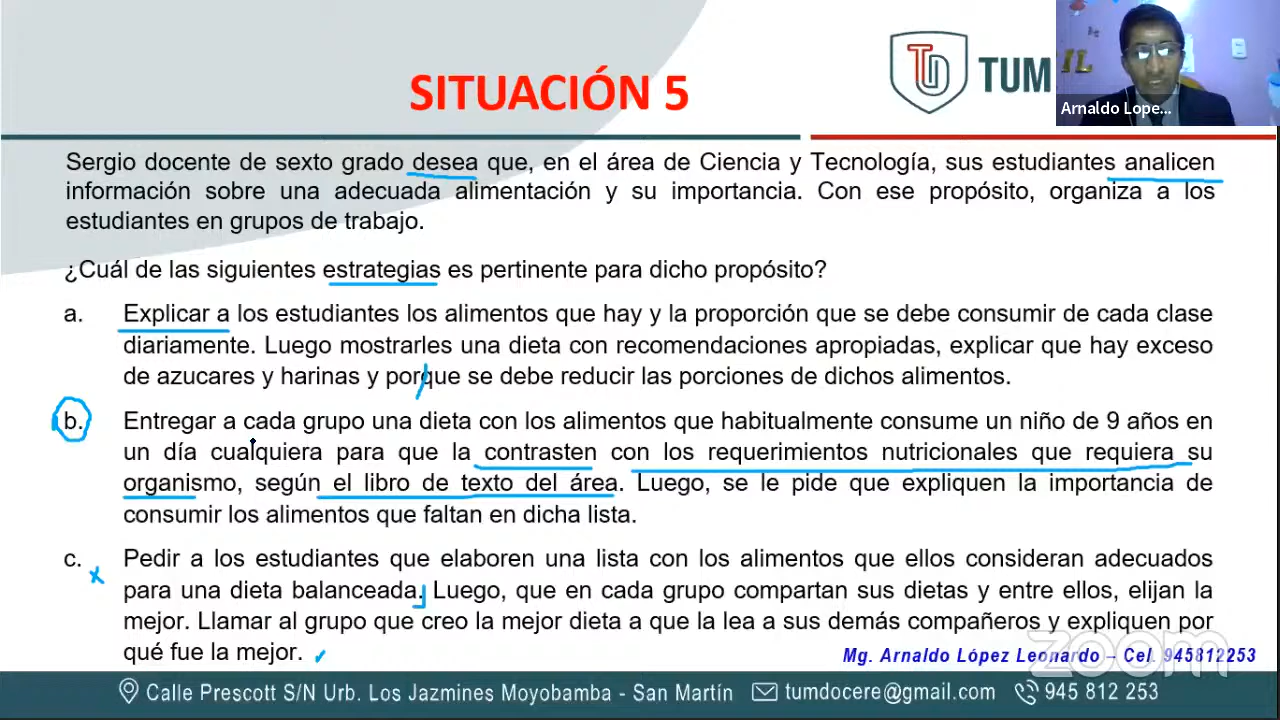 SITUACIÓN 5
TUM
Arnaldo Lope...
Sergio docente de sexto grado desea que, en el área de Ciencia y Tecnología, sus estudiantes analicen
información sobre una adecuada alimentación y su importancia. Con ese propósito, organiza a los
estudiantes en grupos de trabajo.
¿Cuál de las siguientes estrategias es pertinente para dicho propósito?
a. Explicar a los estudiantes los alimentos que hay y la proporción que se debe consumir de cada clase
diariamente. Luego mostrarles una dieta con recomendaciones apropiadas, explicar que hay exceso
de azucares y harinas y porque se debe reducir las porciones de dichos alimentos.
b. Entregar a cada grupo una dieta con los alimentos que habitualmente consume un niño de 9 años en
un día cualquiera para que la contrasten con los requerimientos nutricionales que requiera su
organismo, según el libro de texto del área. Luego, se le pide que expliquen la importancia de
consumir los alimentos que faltan en dicha lista.
c. Pedir a los estudiantes que elaboren una lista con los alimentos que ellos consideran adecuados
para una dieta balanceada. Luego, que en cada grupo compartan sus dietas y entre ellos, elijan la
mejor. Llamar al grupo que creo la mejor dieta a que la lea a sus demás compañeros y expliquen por
qué fue la mejor.
zoom
Mg. Arnaldo López Leonardo – Cel. 945812253
Calle Prescott S/N Urb. Los Jazmines Moyobamba - San Martín tumdocere@gmail.com 945 812 253